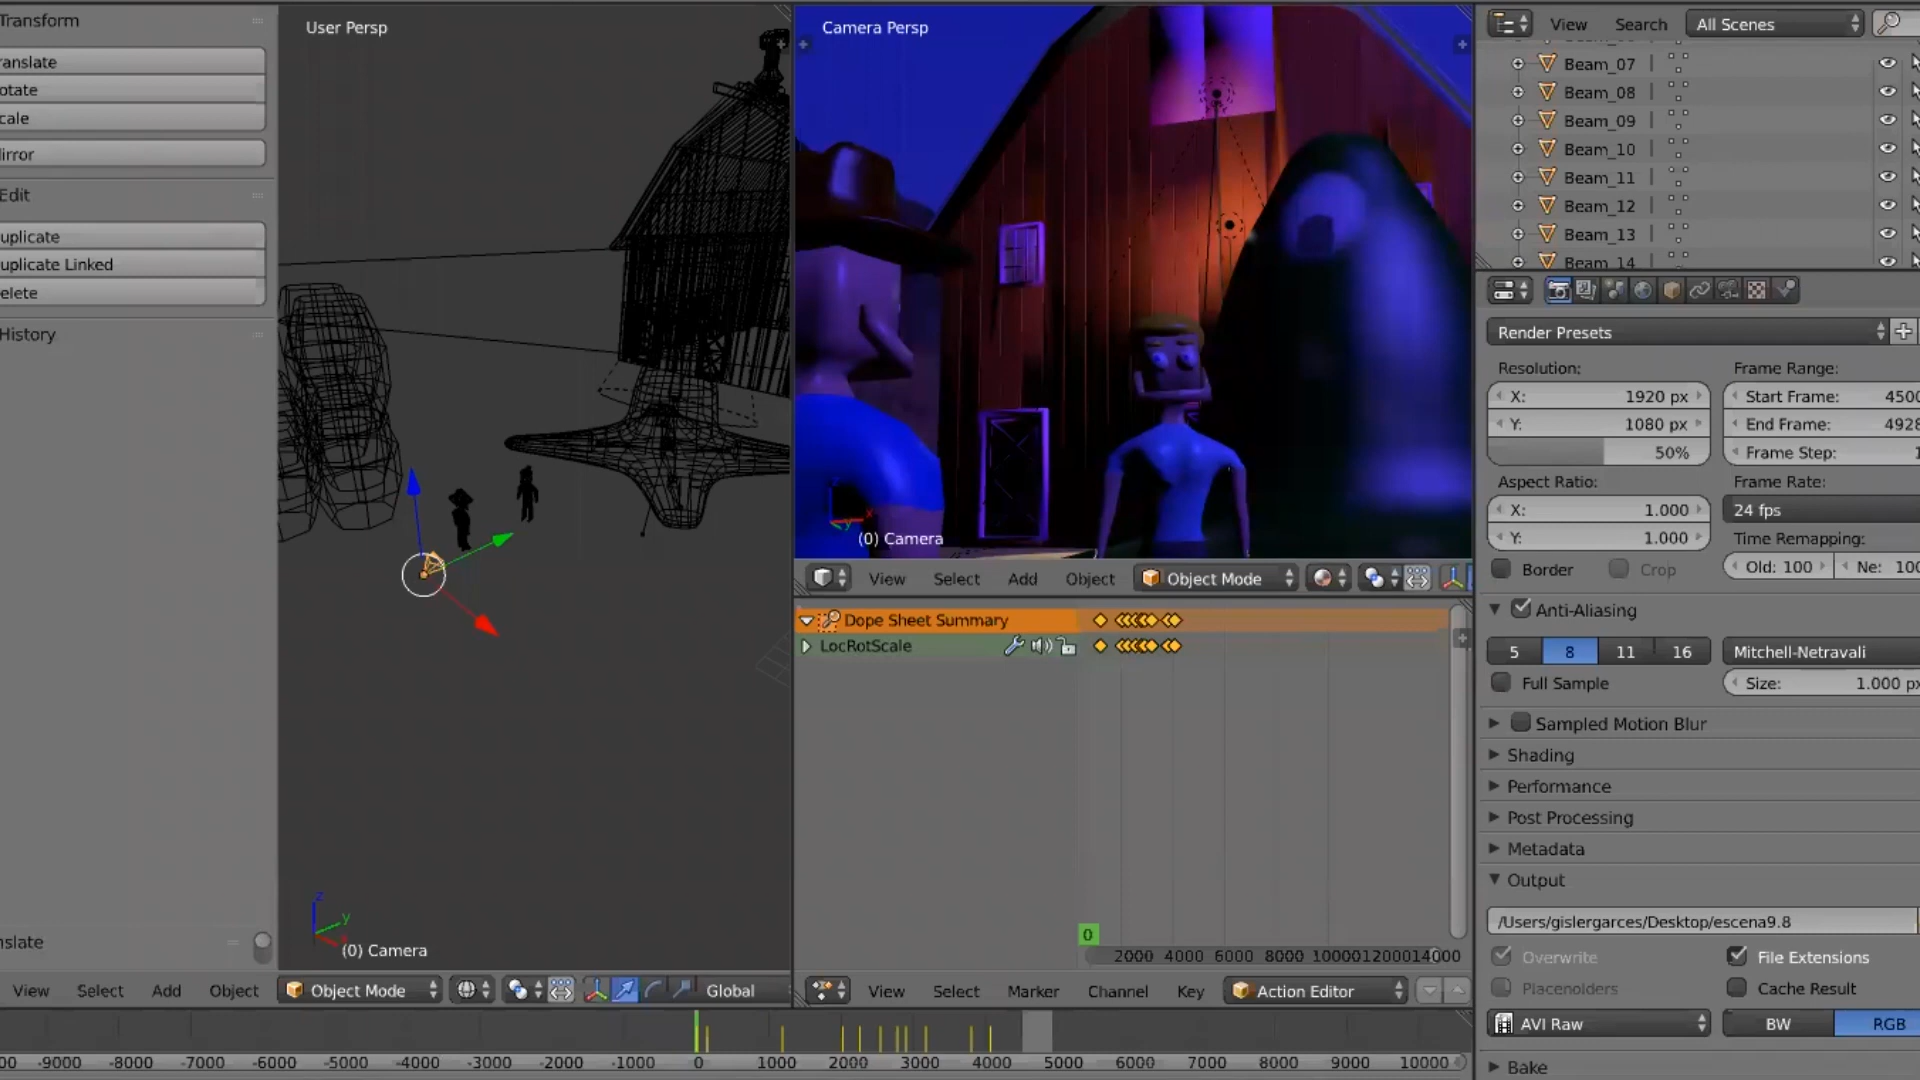 Transform
ranslate
otate
cale
irror
Edit
uplicate
uplicate Linked
elete
History
nslate
User Persp
(0) Camera
View Select Add Object Object Mode Global
Camera Persp
(0) Camera
View Select Add Object Object Mode
Dope Sheet Summary
LocRotScale
0
2000 4000 6000 8000 10000 12000 14000
View Select Marker Channel Key Action Editor
-8000 -7000 -6000 -5000 -4000 -3000 -2000 -1000 0 1000 2000 3000 4000 5000 6000 7000 8000 9000 10000
View Search All Scenes
Beam_07
Beam_08
Beam_09
Beam_10
Beam_11
Beam_12
Beam_13
Beam_14
Render Presets
Resolution: Frame Range:
X: 1920 px Start Frame: 4500
Y: 1080 px End Frame: 4928
50% Frame Step: 1
Aspect Ratio: Frame Rate:
X: 1.000 24 fps
Y: 1.000 Time Remapping:
Border Crop Old: 100 Ne: 100
Anti-Aliasing
5 8 11 16 Mitchell-Netravali
Full Sample Size: 1.000 px
Sampled Motion Blur
Shading
Performance
Post Processing
Metadata
Output
/Users/gislergarces/Desktop/escena9.8
Overwrite File Extensions
Placeholders Cache Result
AVI Raw BW RGB
Bake